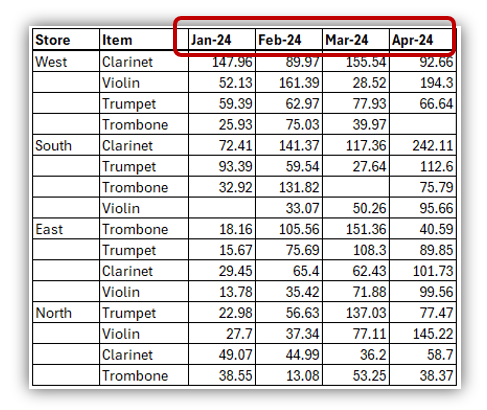 Store Item Jan-24 Feb-24 Mar-24 Apr-24
West Clarinet 147.96 89.97 155.54 92.66
Violin 52.13 161.39 28.52 194.3
Trumpet 59.39 62.97 77.93 66.64
Trombone 25.93 75.03 39.97
South Clarinet 72.41 141.37 117.36 242.11
Trumpet 93.39 59.54 27.64 112.6
Trombone 32.92 131.82 75.79
Violin 33.07 50.26 95.66
East Trombone 18.16 105.56 151.36 40.59
Trumpet 15.67 75.69 108.3 89.85
Clarinet 29.45 65.4 62.43 101.73
Violin 13.78 35.42 71.88 99.56
North Trumpet 22.98 56.63 137.03 77.47
Violin 27.7 37.34 77.11 145.22
Clarinet 49.07 44.99 36.2 58.7
Trombone 38.55 13.08 53.25 38.37